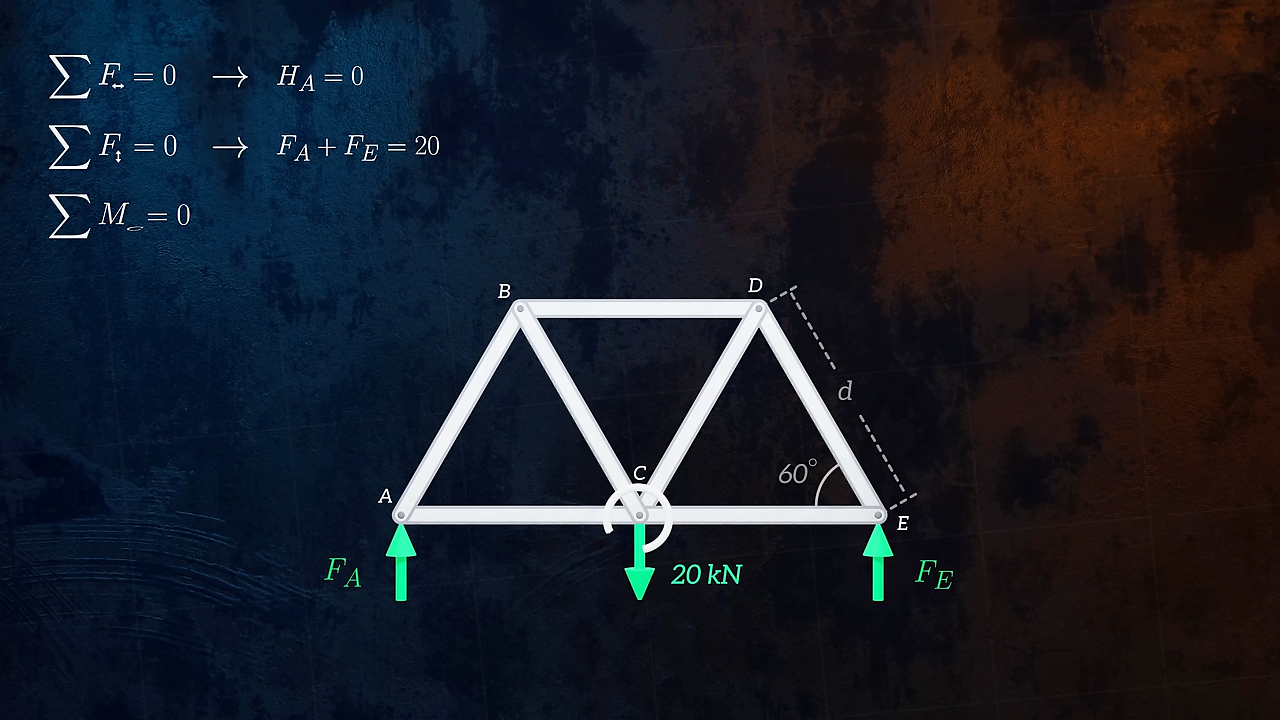 ∑F↔ = 0 → H_A = 0
∑F↕ = 0 → F_A + F_E = 20
∑M = 0
B
D
d
C
60°
A
E
F_A
20 kN
F_E